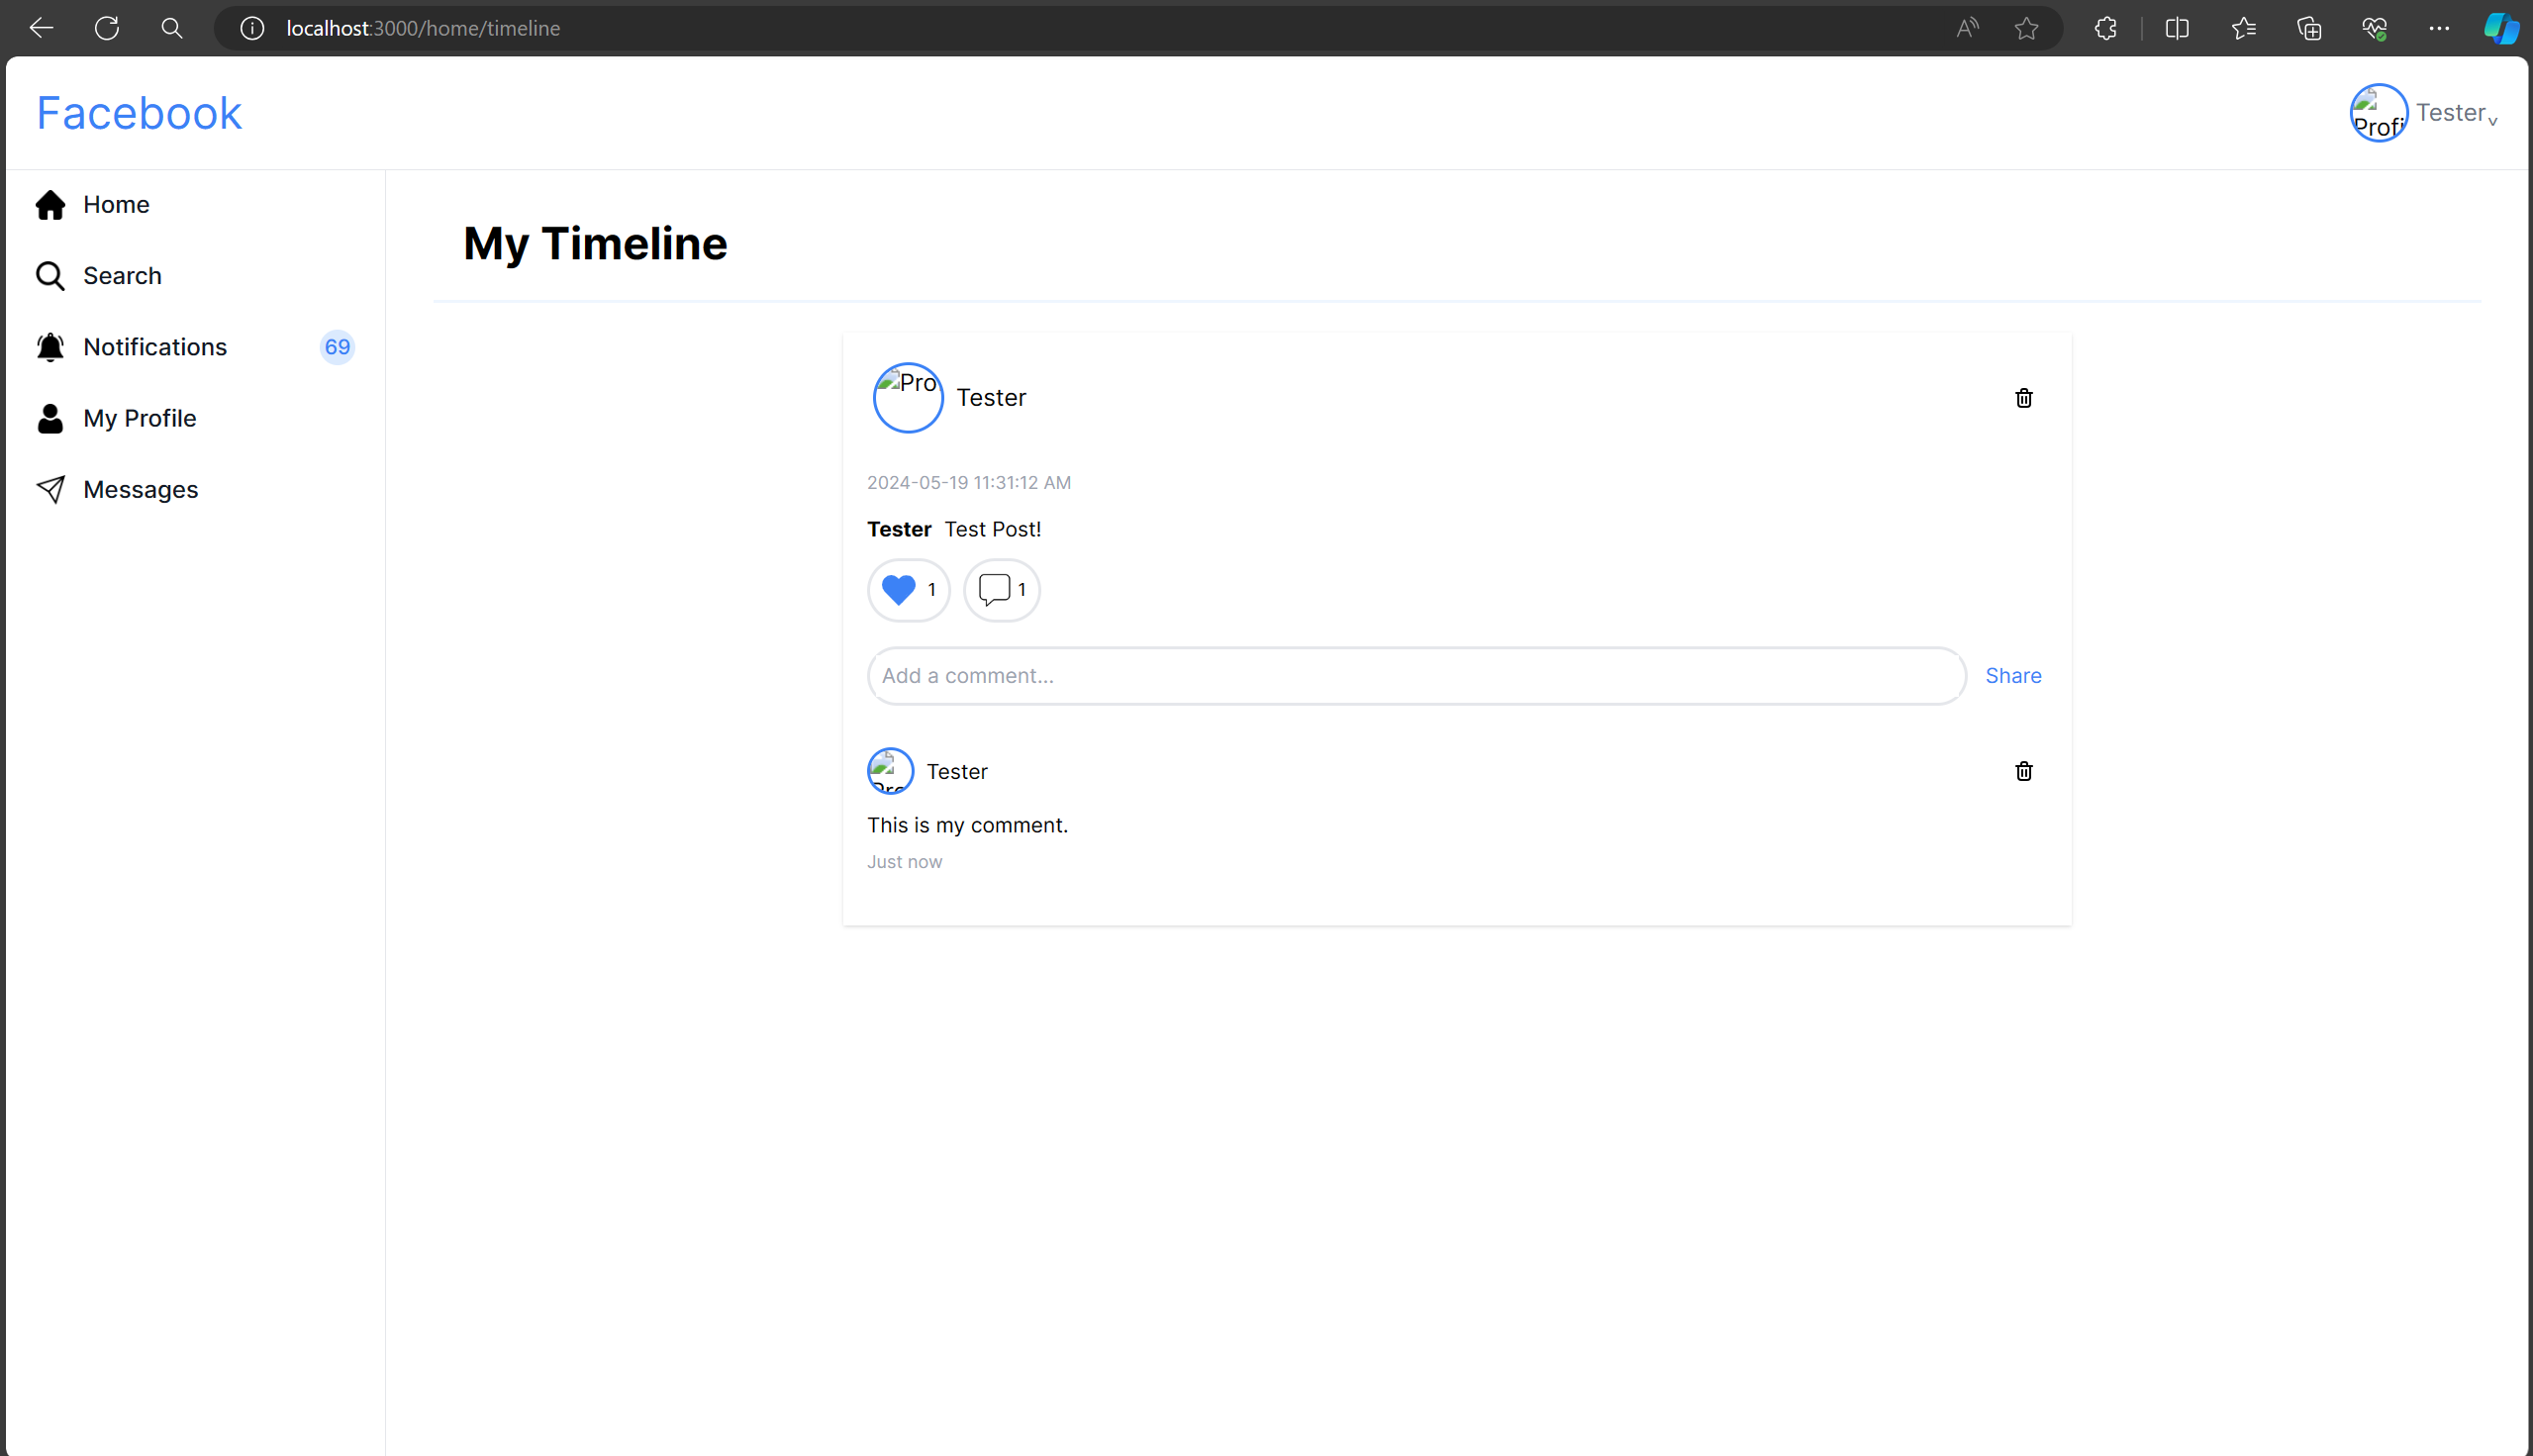 localhost:3000/home/timeline
Facebook
Profi
Tester
Home
Search
Notifications 69
My Profile
Messages
My Timeline
Pro
Tester
2024-05-19 11:31:12 AM
Tester Test Post!
1 1
Add a comment...
Share
Pro
Tester
This is my comment.
Just now